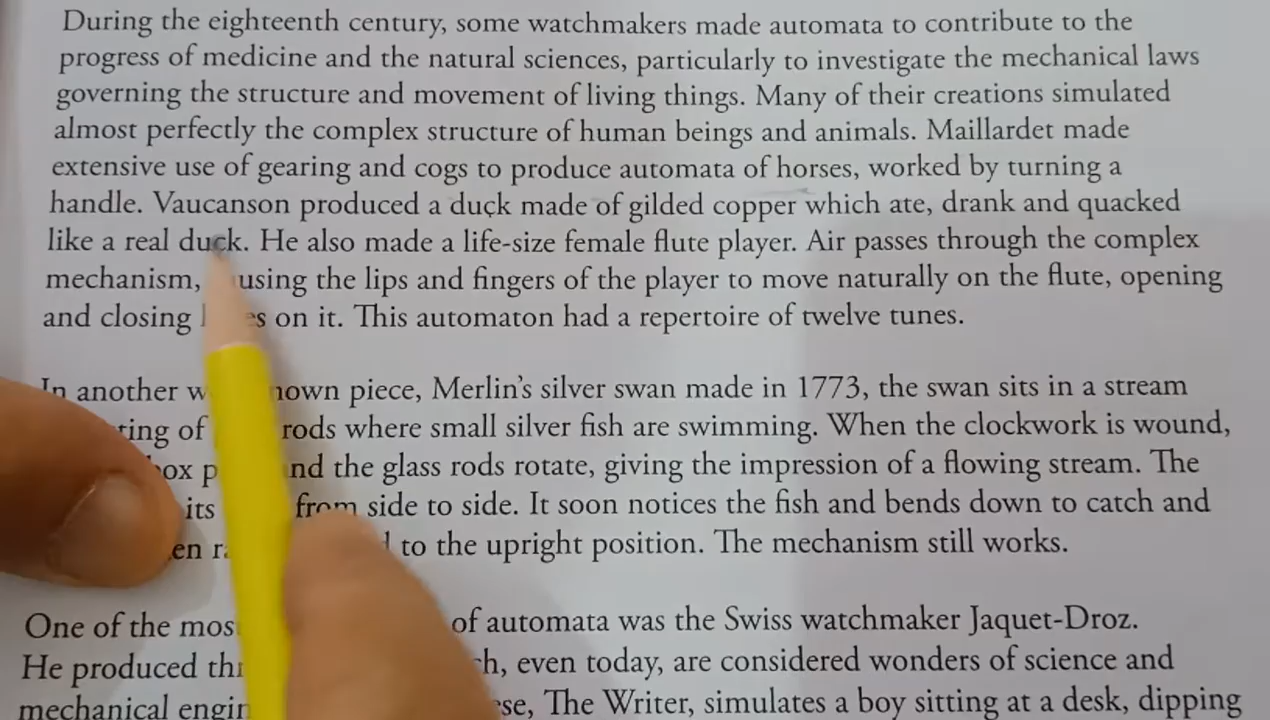 During the eighteenth century, some watchmakers made automata to contribute to the
progress of medicine and the natural sciences, particularly to investigate the mechanical laws
governing the structure and movement of living things. Many of their creations simulated
almost perfectly the complex structure of human beings and animals. Maillardet made
extensive use of gearing and cogs to produce automata of horses, worked by turning a
handle. Vaucanson produced a duck made of gilded copper which ate, drank and quacked
like a real duck. He also made a life-size female flute player. Air passes through the complex
mechanism, the lips and fingers of the player to move naturally on the flute, opening
and closing on it. This automaton had a repertoire of twelve tunes.
In another piece, Merlin's silver swan made in 1773, the swan sits in a stream
of rods where small silver fish are swimming. When the clockwork is wound,
the glass rods rotate, giving the impression of a flowing stream. The
its from side to side. It soon notices the fish and bends down to catch and
to the upright position. The mechanism still works.
One of the of automata was the Swiss watchmaker Jaquet-Droz.
He produced even today, are considered wonders of science and
mechanical The Writer, simulates a boy sitting at a desk, dipping